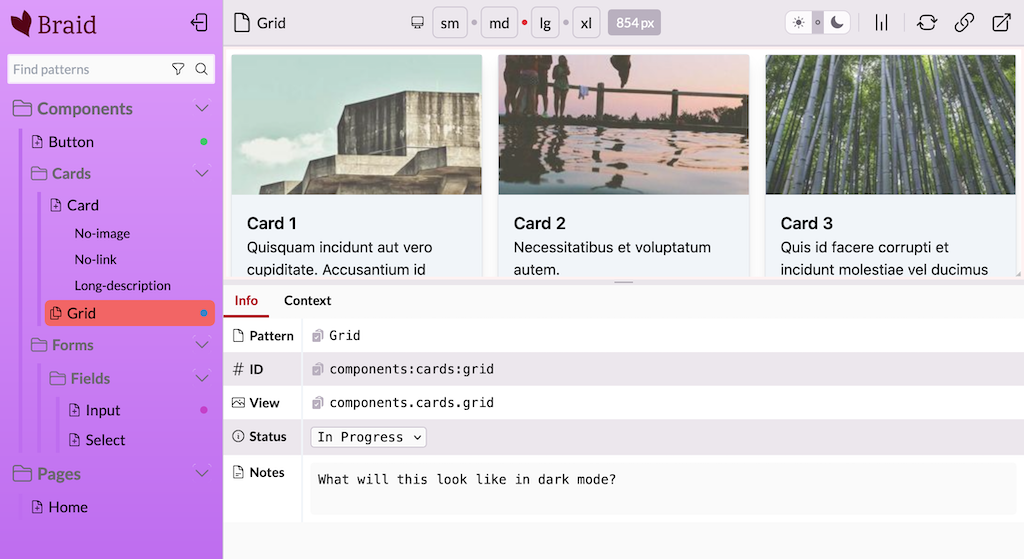 Braid
Find patterns
Components
Button
Cards
Card
No-image
No-link
Long-description
Grid
Forms
Fields
Input
Select
Pages
Home
Grid
sm
md
lg
xl
854 px
Card 1
Quisquam incidunt aut vero
cupiditate. Accusantium id
Card 2
Necessitatibus et voluptatum
autem.
Card 3
Quis id facere corrupti et
incidunt molestiae vel ducimus
Info Context
Pattern Grid
ID components:cards:grid
View components.cards.grid
Status In Progress
Notes What will this look like in dark mode?